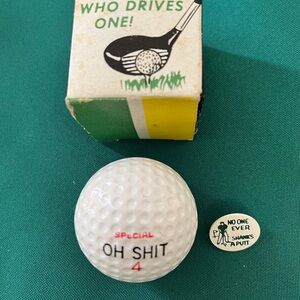 WHO DRIVES
ONE!
SPECIAL
OH SHIT
4
NO ONE
EVER
SHANKS
A PUTT